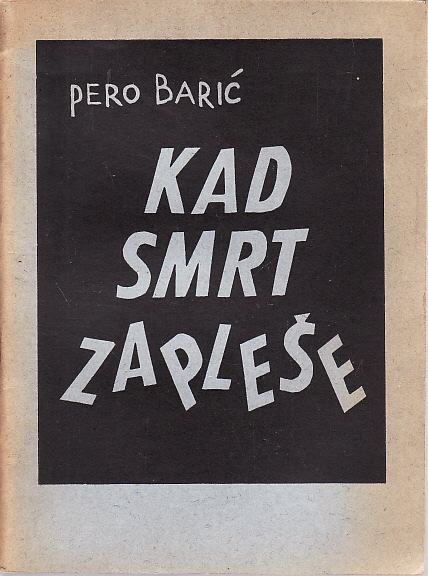 PERO BARIĆ
KAD
SMRT
ZAPLEŠE